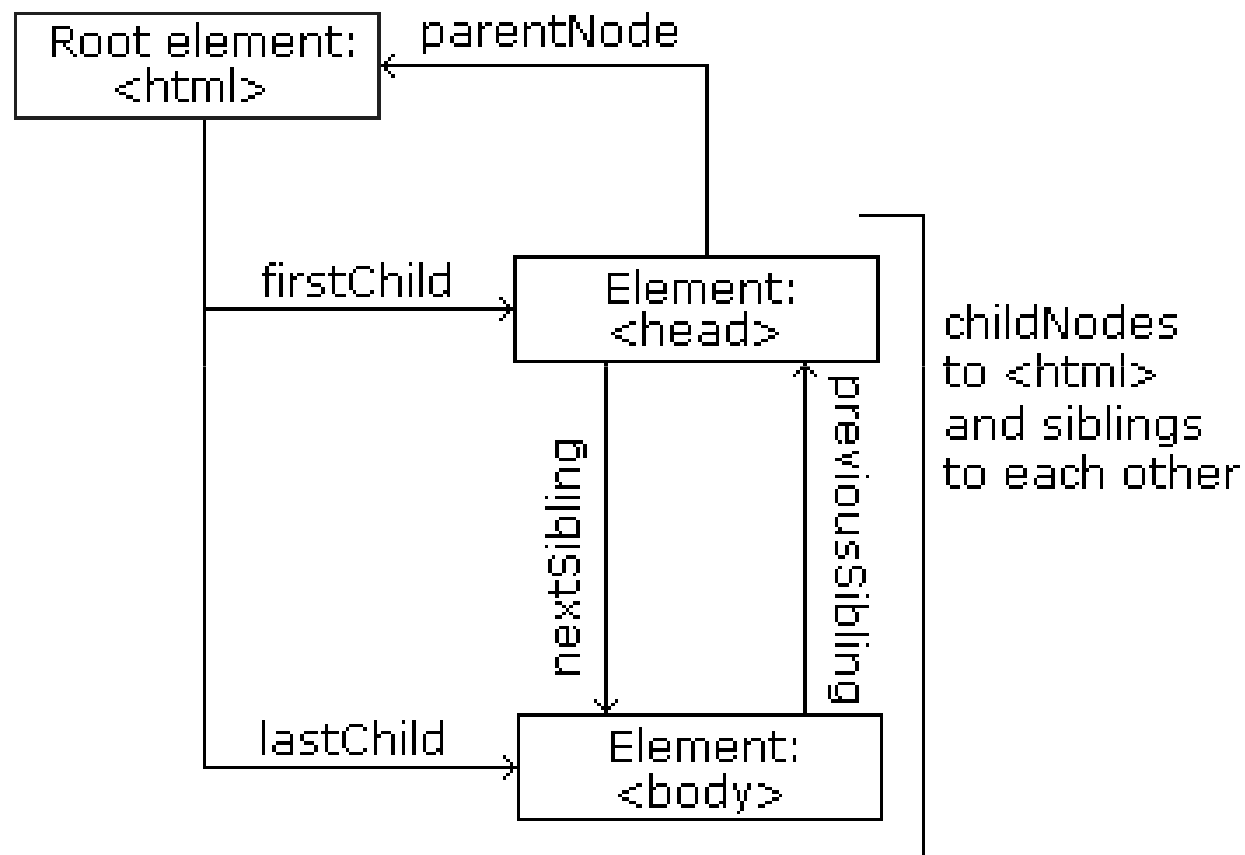 Root element:
<html>
parentNode
firstChild
Element:
<head>
childNodes
to <html>
and siblings
to each other
nextSibling
previousSibling
lastChild
Element:
<body>